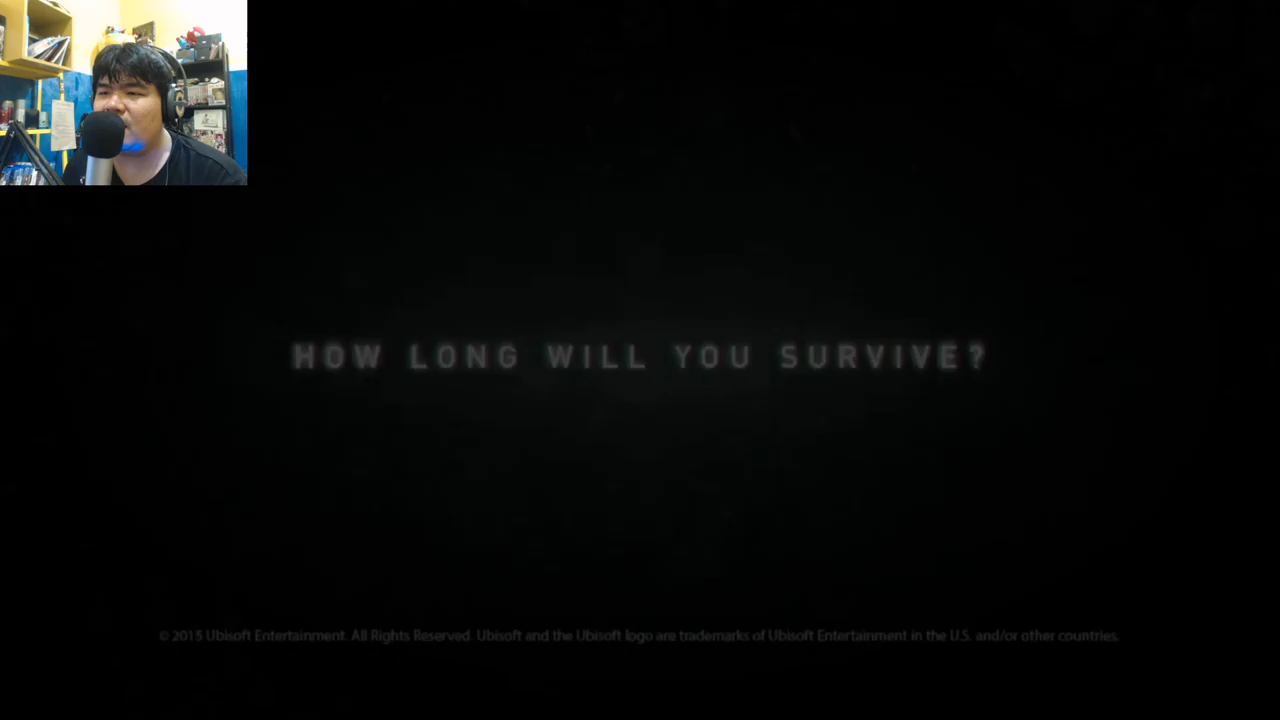 HOW LONG WILL YOU SURVIVE?
© 2015 Ubisoft Entertainment. All Rights Reserved. Ubisoft and the Ubisoft logo are trademarks of Ubisoft Entertainment in the U.S. and/or other countries.